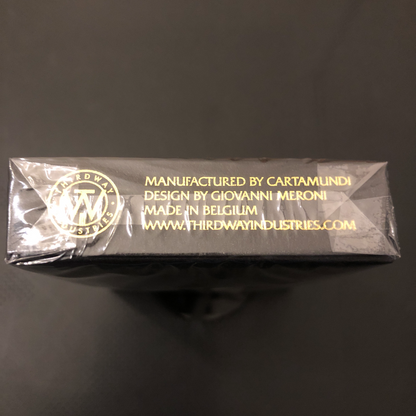 THIRDWAY
INDUSTRIES
MANUFACTURED BY CARTAMUNDI
DESIGN BY GIOVANNI MERONI
MADE IN BELGIUM
WWW.THIRDWAYINDUSTRIES.COM